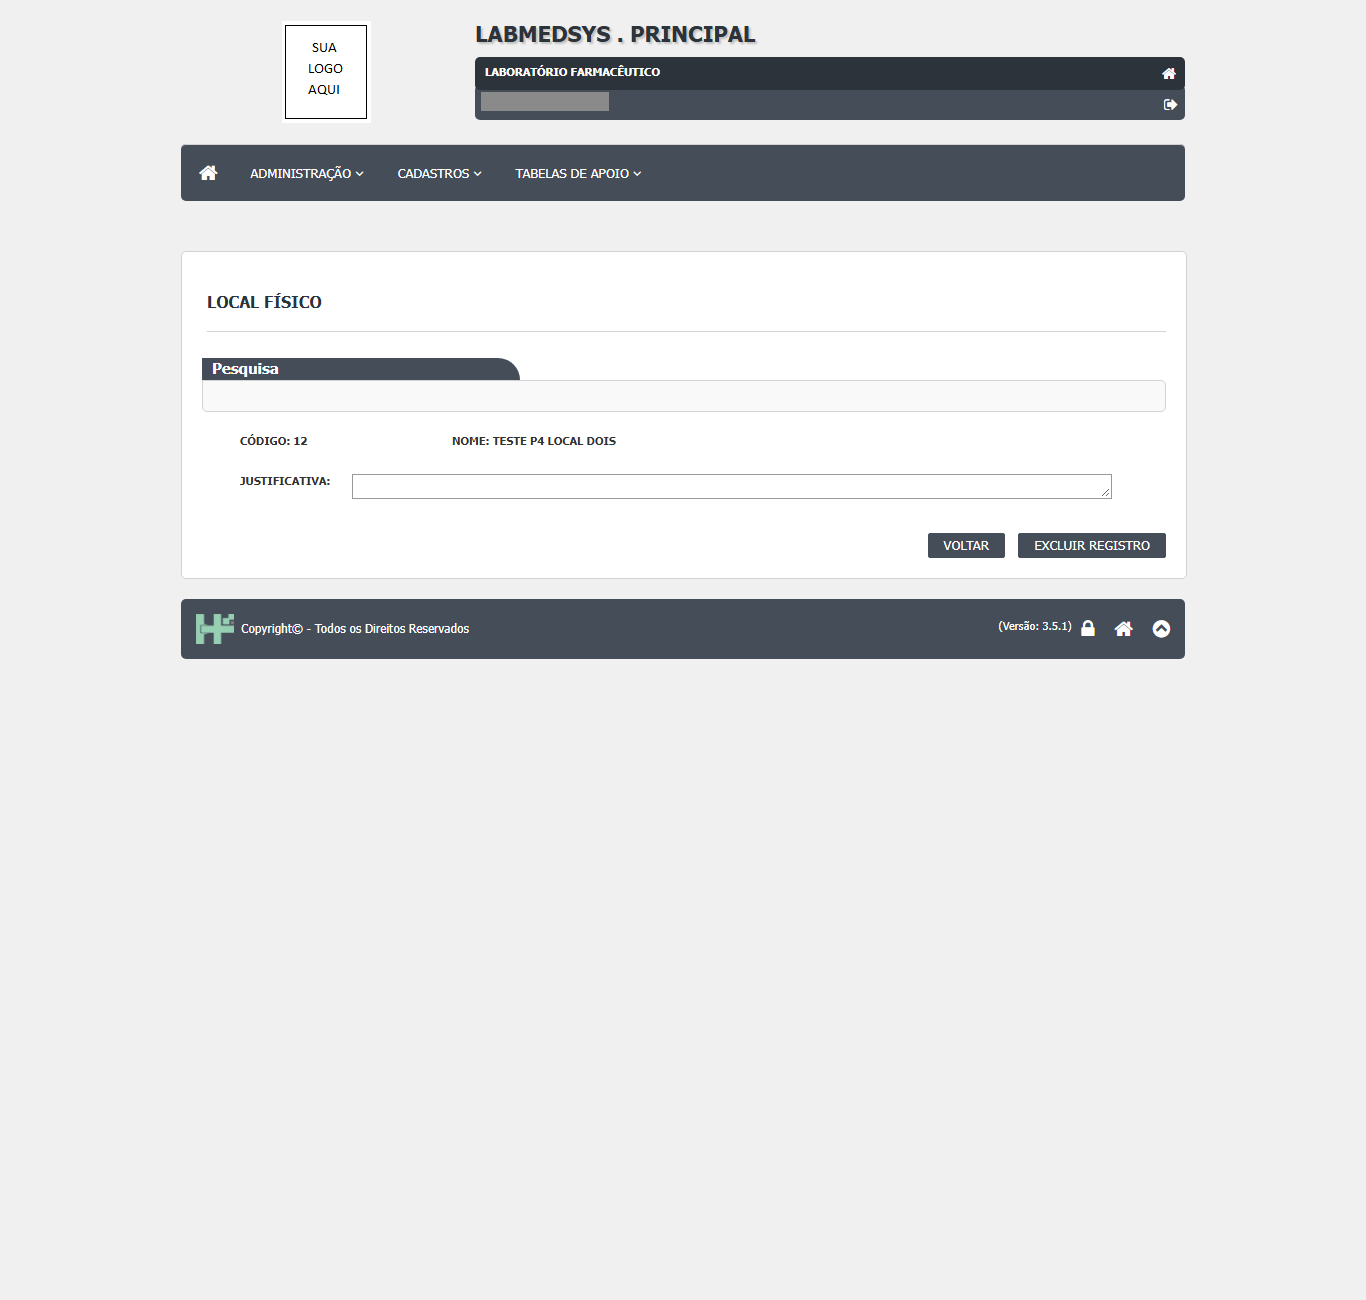 SUA
LOGO
AQUI
LABMEDSYS . PRINCIPAL
LABORATÓRIO FARMACÊUTICO
ADMINISTRAÇÃO
CADASTROS
TABELAS DE APOIO
LOCAL FÍSICO
Pesquisa
CÓDIGO: 12
NOME: TESTE P4 LOCAL DOIS
JUSTIFICATIVA:
VOLTAR
EXCLUIR REGISTRO
Copyright© - Todos os Direitos Reservados
(Versão: 3.5.1)